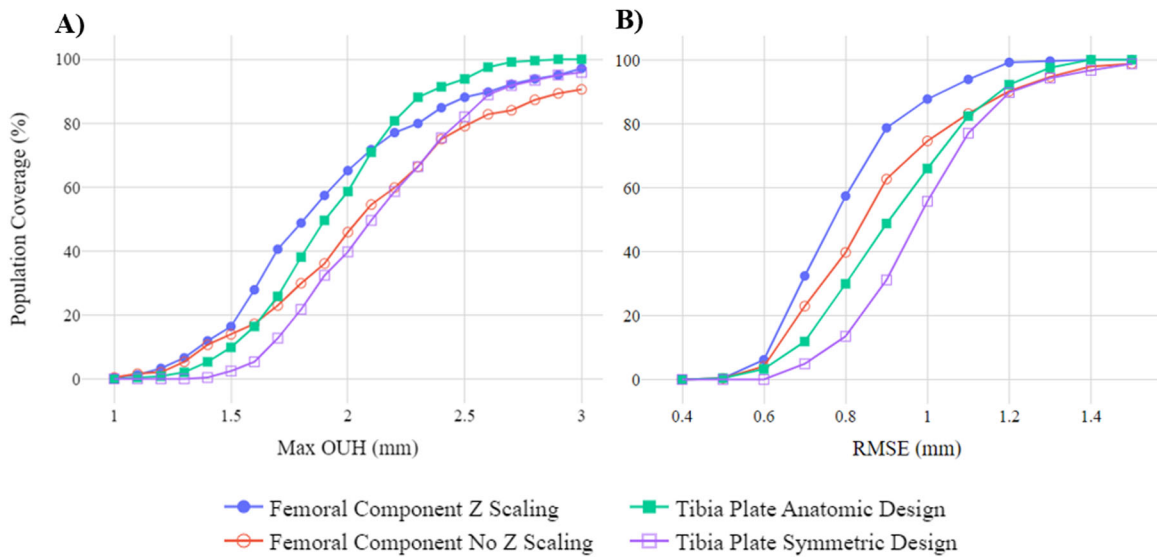 A)
B)
Population Coverage (%)
100
80
60
40
20
0
1
1.5
2
2.5
3
Max OUH (mm)
100
80
60
40
20
0
0.4
0.6
0.8
1
1.2
1.4
RMSE (mm)
Femoral Component Z Scaling
Femoral Component No Z Scaling
Tibia Plate Anatomic Design
Tibia Plate Symmetric Design